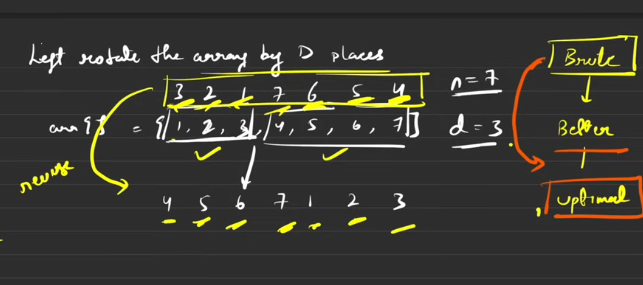 Left rotate the array by D places
Brute
3 2 1 7 6 5 4
n = 7
arr[] = {[1, 2, 3], [4, 5, 6, 7]}
d = 3
Better
reverse
4 5 6 7 1 2 3
optimal